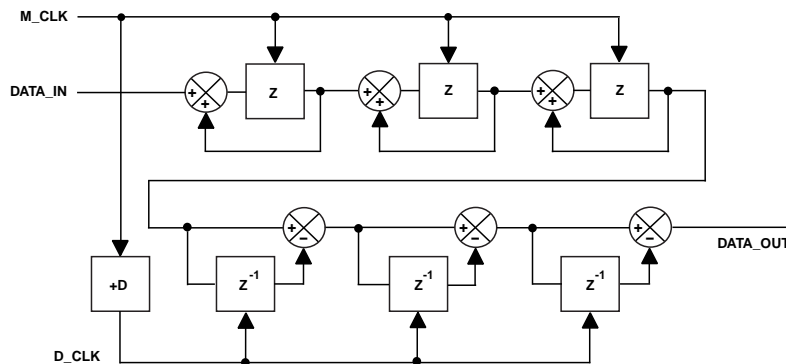 M_CLK
DATA_IN
+
+
Z
+
+
Z
+
+
Z
+
−
+
−
+
−
DATA_OUT
+D
Z-1
Z-1
Z-1
D_CLK